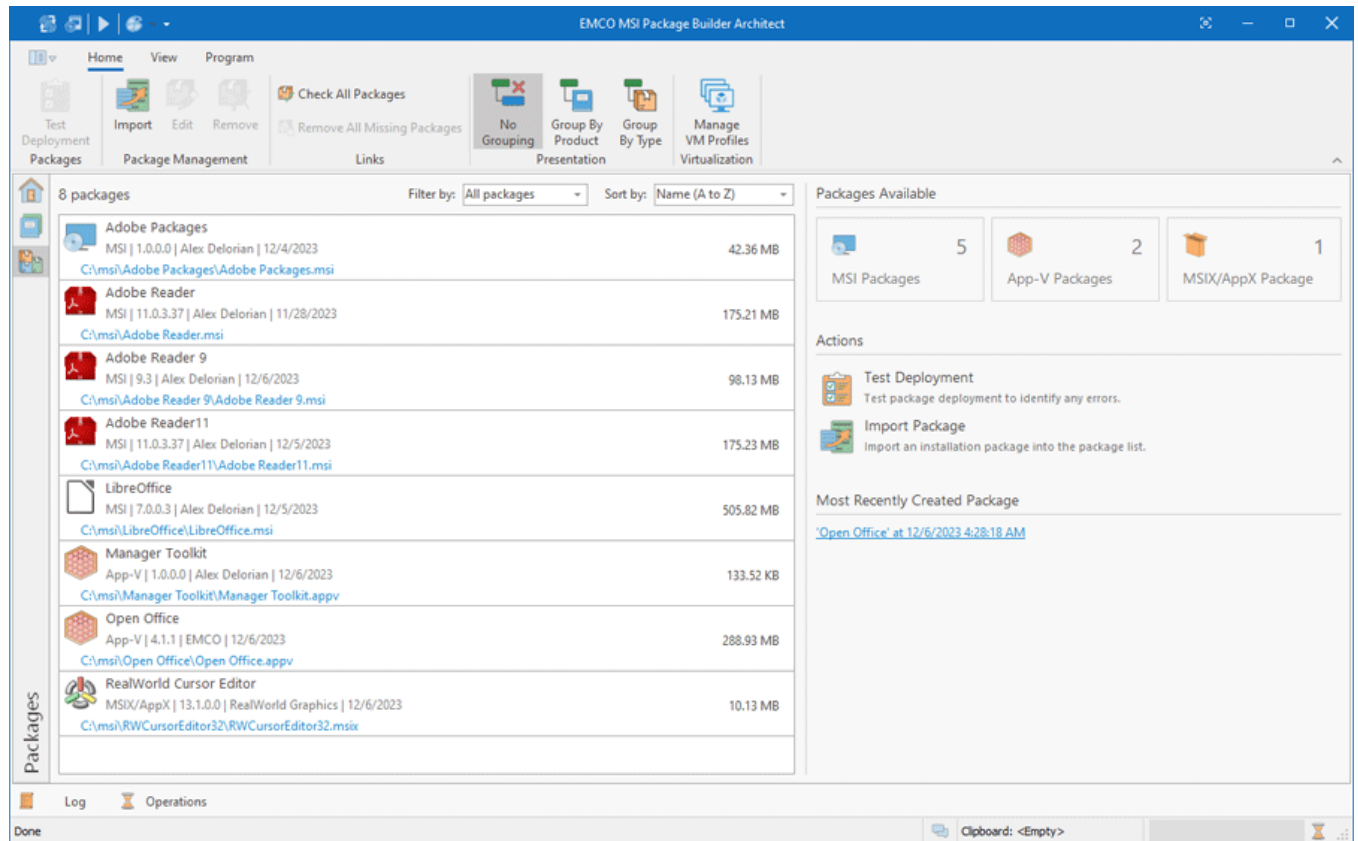 EMCO MSI Package Builder Architect
Home View Program
Test Deployment
Import Edit Remove
Check All Packages
Remove All Missing Packages
No Grouping
Group By Product
Group By Type
Manage VM Profiles
Packages Package Management Links Presentation Virtualization
8 packages Filter by: All packages Sort by: Name (A to Z)
Adobe Packages
MSI | 1.0.0.0 | Alex Delorian | 12/4/2023 42.36 MB
C:\msi\Adobe Packages\Adobe Packages.msi
Adobe Reader
MSI | 11.0.3.37 | Alex Delorian | 11/28/2023 175.21 MB
C:\msi\Adobe Reader.msi
Adobe Reader 9
MSI | 9.3 | Alex Delorian | 12/6/2023 98.13 MB
C:\msi\Adobe Reader 9\Adobe Reader 9.msi
Adobe Reader11
MSI | 11.0.3.37 | Alex Delorian | 12/5/2023 175.23 MB
C:\msi\Adobe Reader11\Adobe Reader11.msi
LibreOffice
MSI | 7.0.0.3 | Alex Delorian | 12/5/2023 505.82 MB
C:\msi\LibreOffice\LibreOffice.msi
Manager Toolkit
App-V | 1.0.0.0 | Alex Delorian | 12/6/2023 133.52 KB
C:\msi\Manager Toolkit\Manager Toolkit.appv
Open Office
App-V | 4.1.1 | EMCO | 12/6/2023 288.93 MB
C:\msi\Open Office\Open Office.appv
RealWorld Cursor Editor
MSIX/AppX | 13.1.0.0 | RealWorld Graphics | 12/6/2023 10.13 MB
C:\msi\RWCursorEditor32\RWCursorEditor32.msix
Packages
Packages Available
5
MSI Packages
2
App-V Packages
1
MSIX/AppX Package
Actions
Test Deployment
Test package deployment to identify any errors.
Import Package
Import an installation package into the package list.
Most Recently Created Package
'Open Office' at 12/6/2023 4:28:18 AM
Log Operations
Done Clipboard: <Empty>